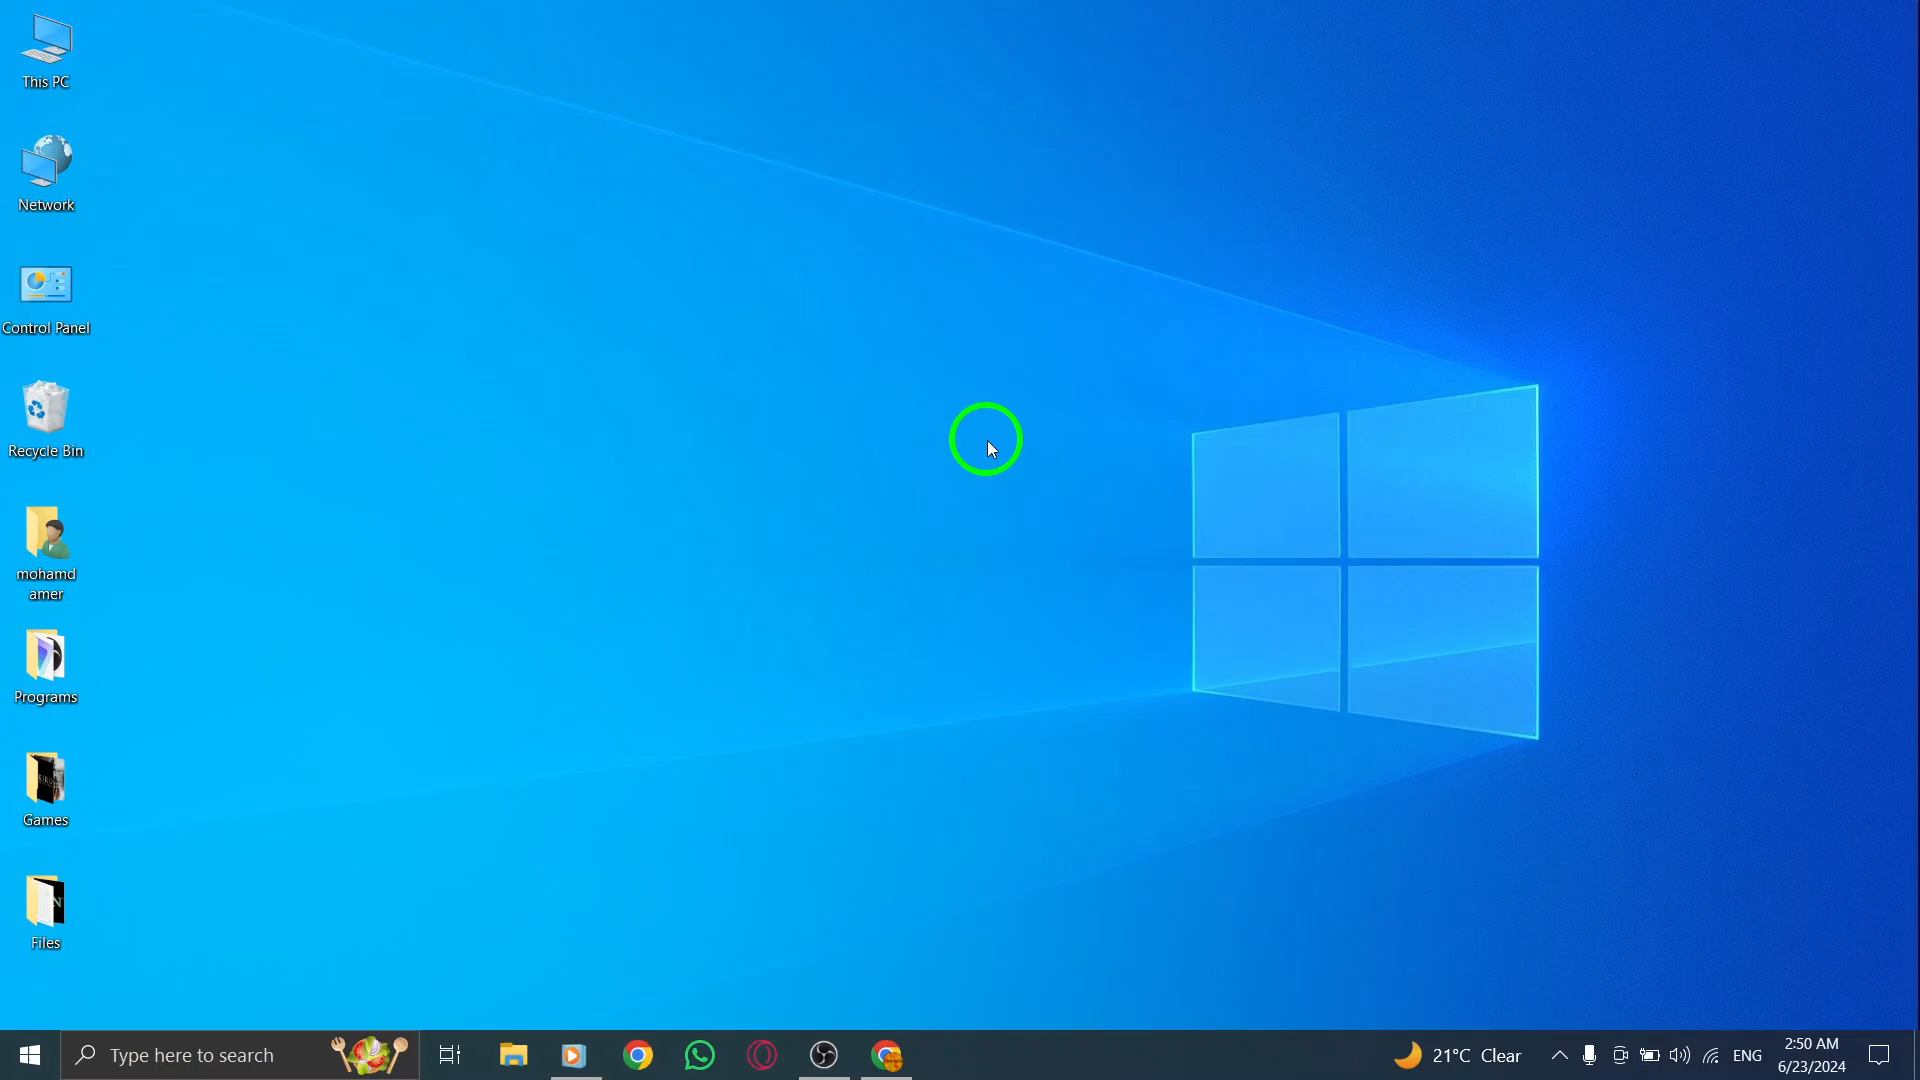 This PC
Network
Control Panel
Recycle Bin
mohamd
amer
Programs
Games
Files
Type here to search
21°C Clear
ENG
2:50 AM
6/23/2024